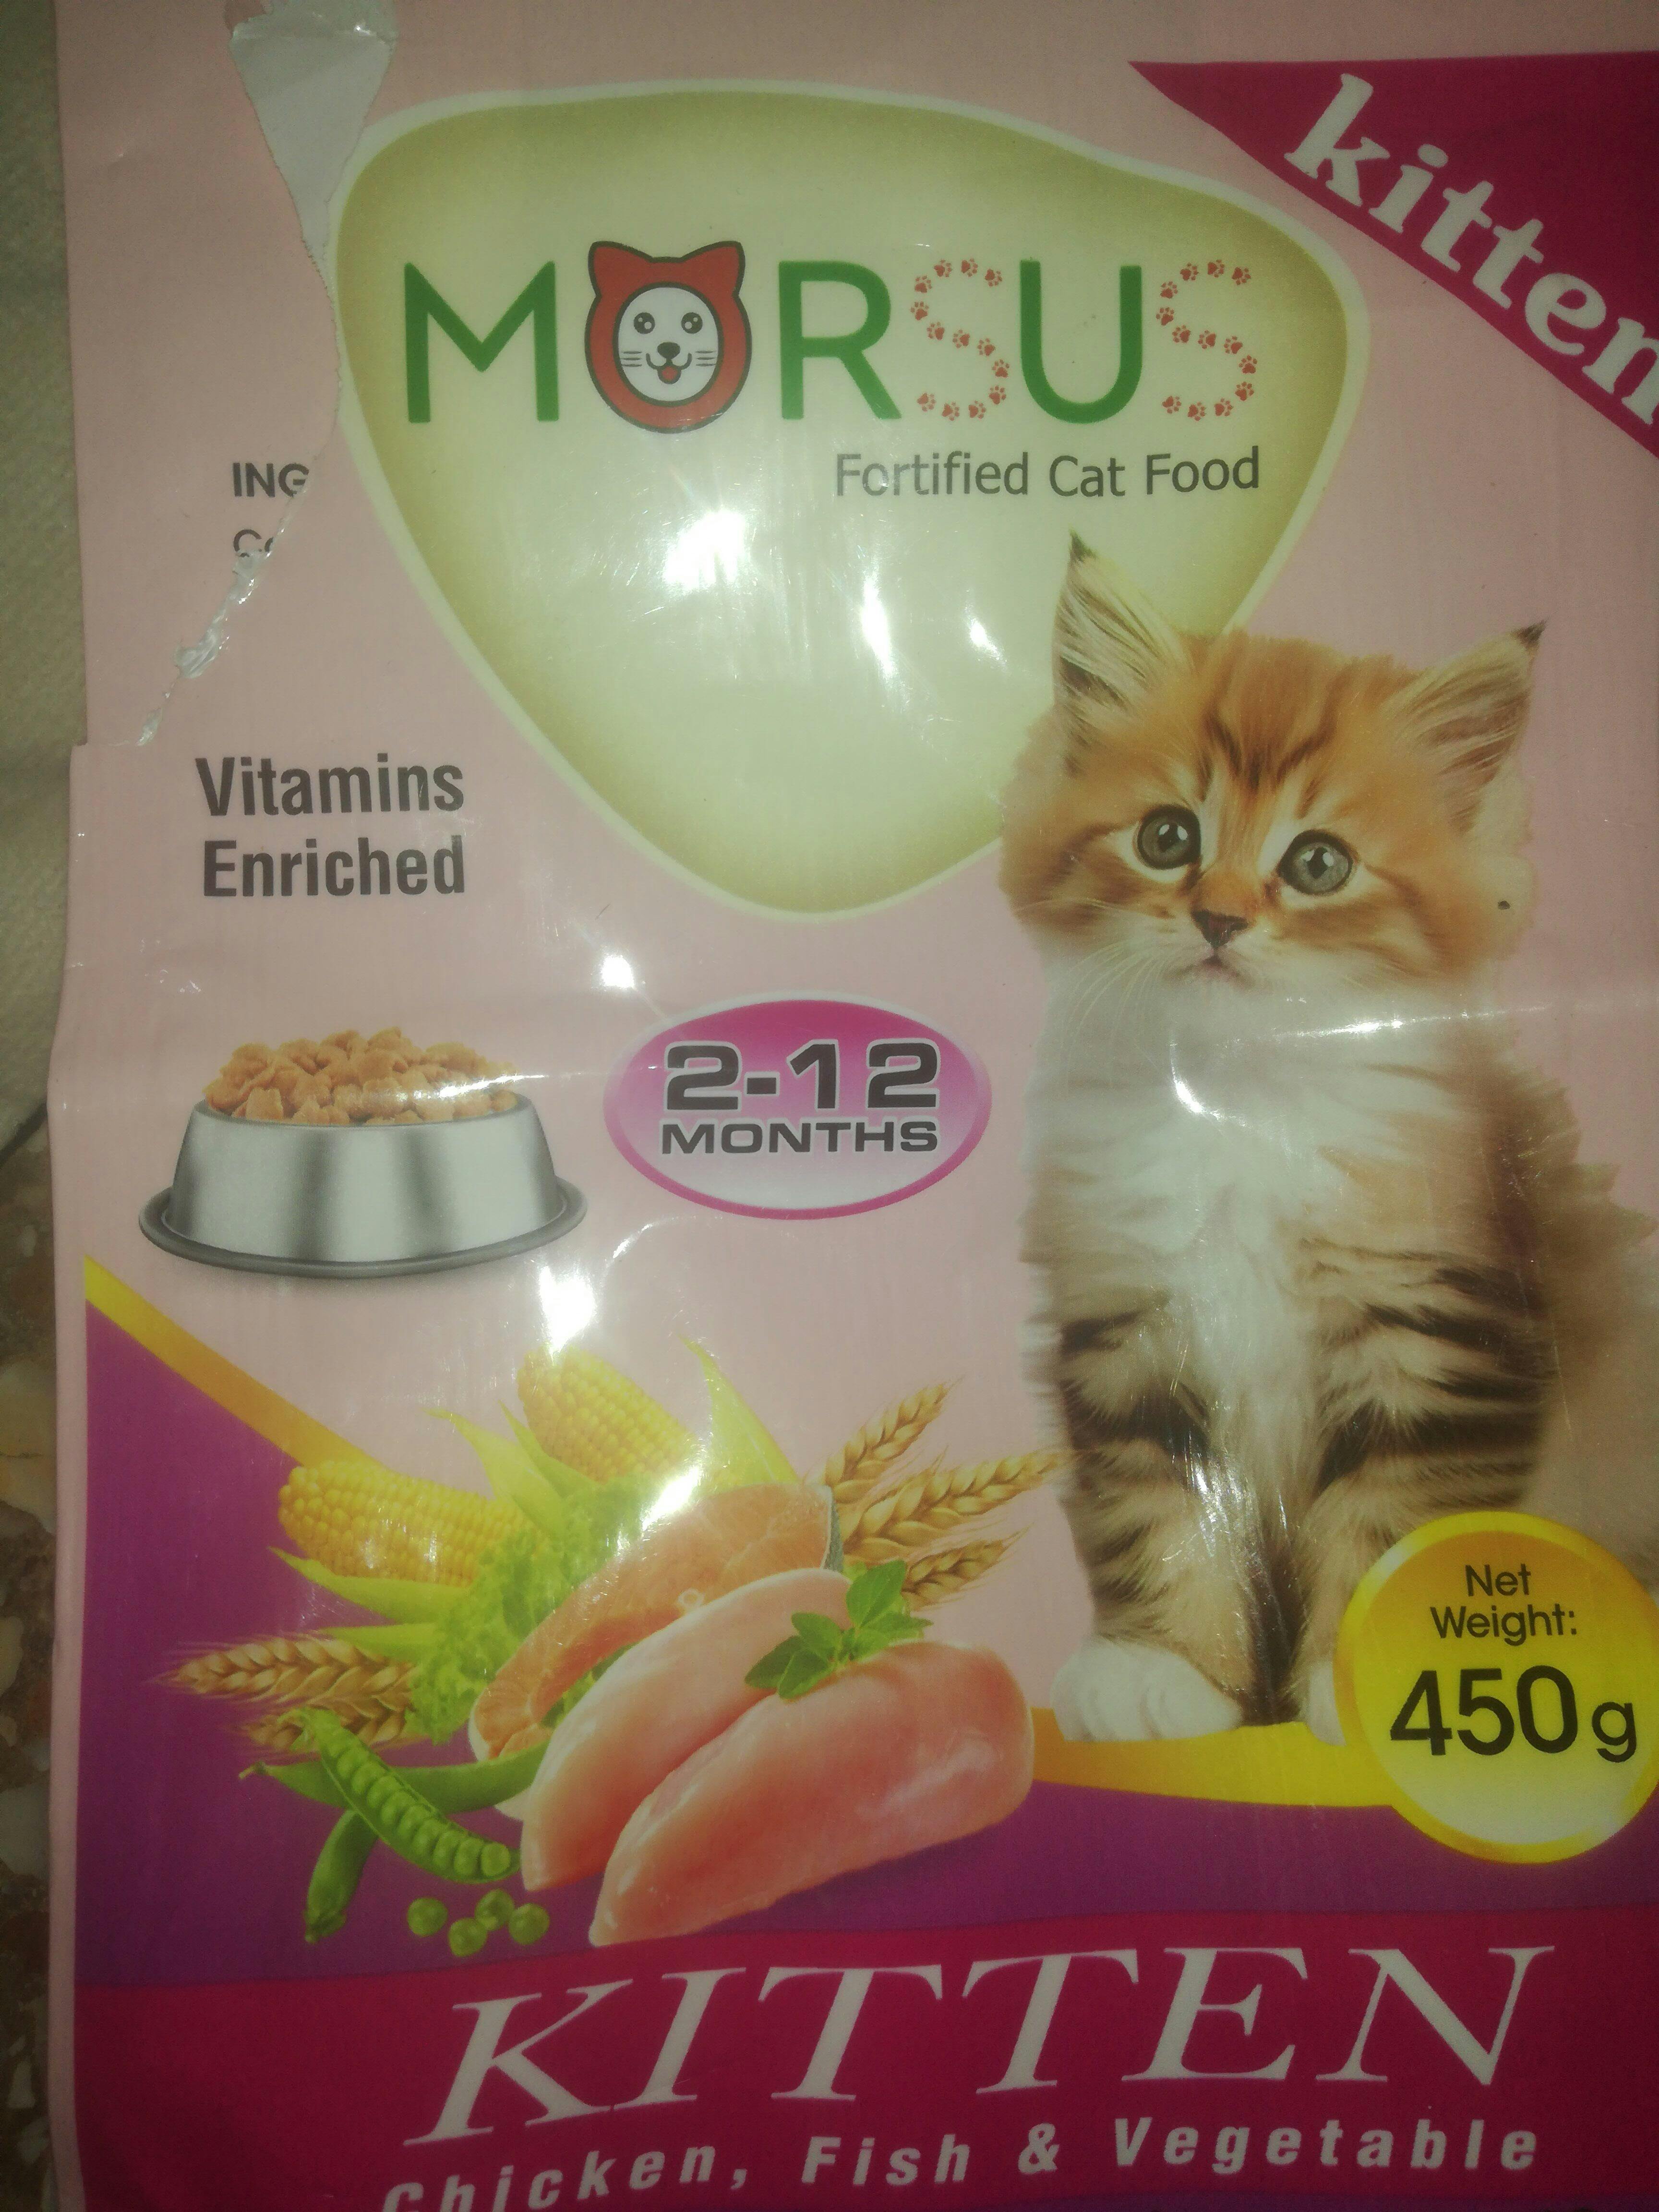 kitten
MORSUS
Fortified Cat Food
ING
Vitamins
Enriched
2-12
MONTHS
Net
Weight:
450g
KITTEN
Chicken, Fish & Vegetable